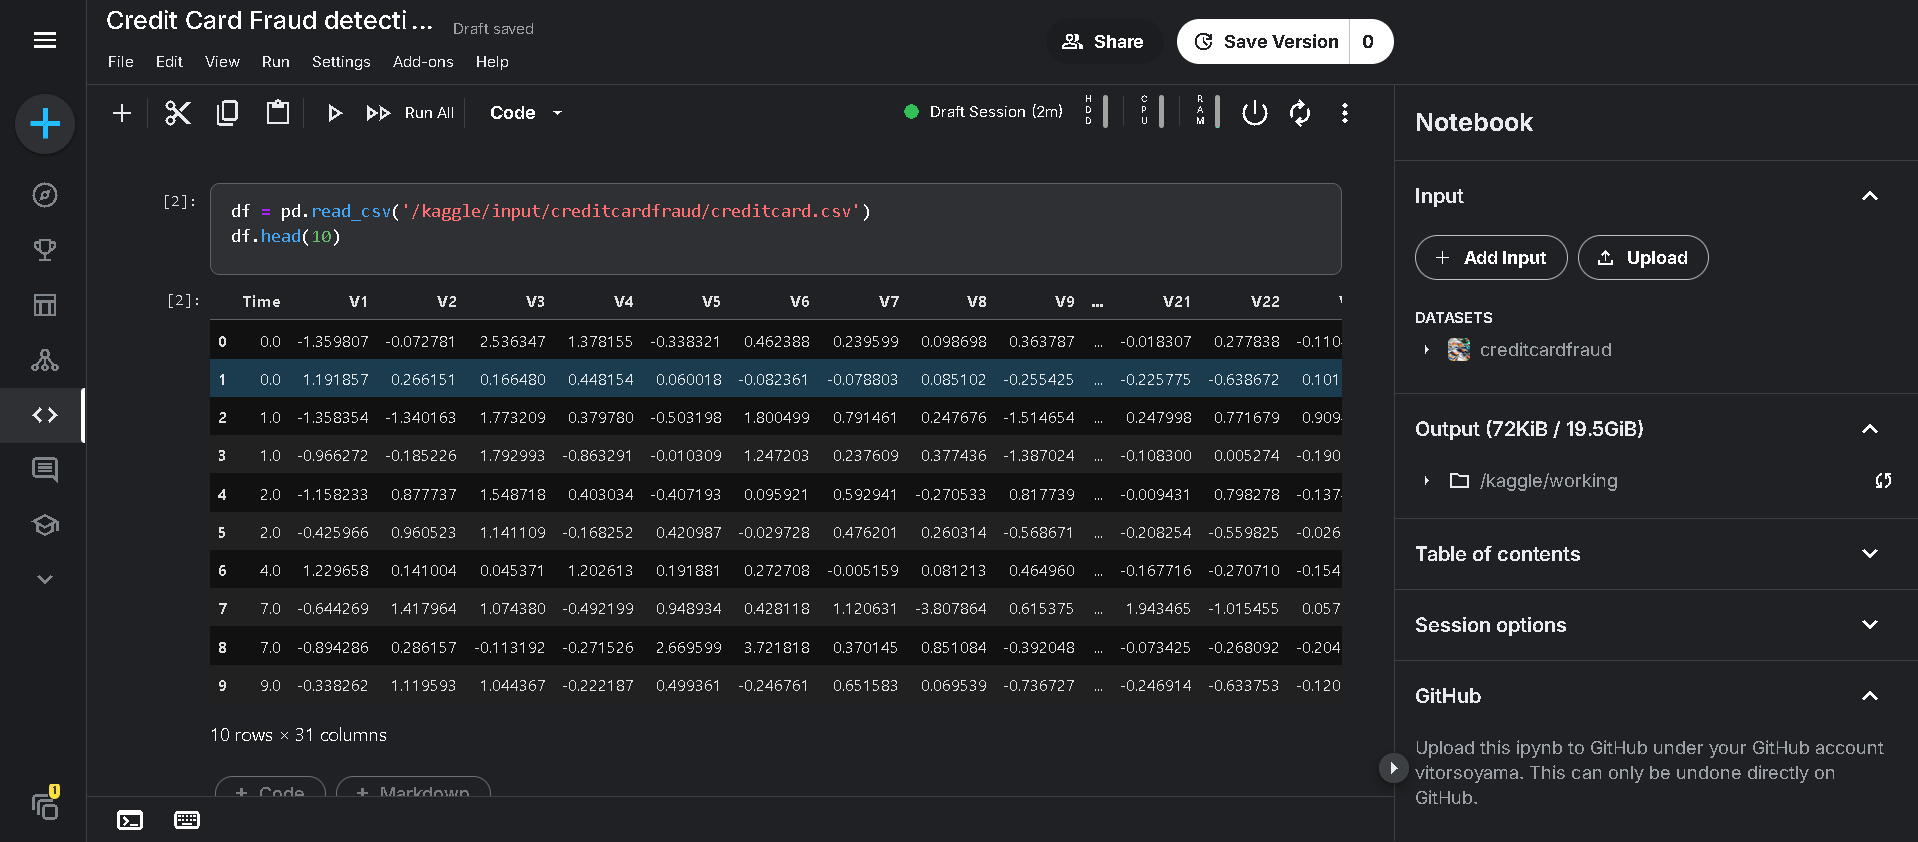 Credit Card Fraud detecti ...
Draft saved
File Edit View Run Settings Add-ons Help
Share
Save Version 0
Run All
Code
Draft Session (2m)
HDD
CPU
RAM
[2]:
df = pd.read_csv('/kaggle/input/creditcardfraud/creditcard.csv')
df.head(10)
[2]:
Time V1 V2 V3 V4 V5 V6 V7 V8 V9 ... V21 V22
0 0.0 -1.359807 -0.072781 2.536347 1.378155 -0.338321 0.462388 0.239599 0.098698 0.363787 ... -0.018307 0.277838 -0.110
1 0.0 1.191857 0.266151 0.166480 0.448154 0.060018 -0.082361 -0.078803 0.085102 -0.255425 ... -0.225775 -0.638672 0.101
2 1.0 -1.358354 -1.340163 1.773209 0.379780 -0.503198 1.800499 0.791461 0.247676 -1.514654 ... 0.247998 0.771679 0.909
3 1.0 -0.966272 -0.185226 1.792993 -0.863291 -0.010309 1.247203 0.237609 0.377436 -1.387024 ... -0.108300 0.005274 -0.190
4 2.0 -1.158233 0.877737 1.548718 0.403034 -0.407193 0.095921 0.592941 -0.270533 0.817739 ... -0.009431 0.798278 -0.137
5 2.0 -0.425966 0.960523 1.141109 -0.168252 0.420987 -0.029728 0.476201 0.260314 -0.568671 ... -0.208254 -0.559825 -0.026
6 4.0 1.229658 0.141004 0.045371 1.202613 0.191881 0.272708 -0.005159 0.081213 0.464960 ... -0.167716 -0.270710 -0.154
7 7.0 -0.644269 1.417964 1.074380 -0.492199 0.948934 0.428118 1.120631 -3.807864 0.615375 ... 1.943465 -1.015455 0.057
8 7.0 -0.894286 0.286157 -0.113192 -0.271526 2.669599 3.721818 0.370145 0.851084 -0.392048 ... -0.073425 -0.268092 -0.204
9 9.0 -0.338262 1.119593 1.044367 -0.222187 0.499361 -0.246761 0.651583 0.069539 -0.736727 ... -0.246914 -0.633753 -0.120
10 rows × 31 columns
+ Code + Markdown
1
Notebook
Input
+ Add Input
Upload
DATASETS
creditcardfraud
Output (72KiB / 19.5GiB)
/kaggle/working
Table of contents
Session options
GitHub
Upload this ipynb to GitHub under your GitHub account
vitorsoyama. This can only be undone directly on
GitHub.